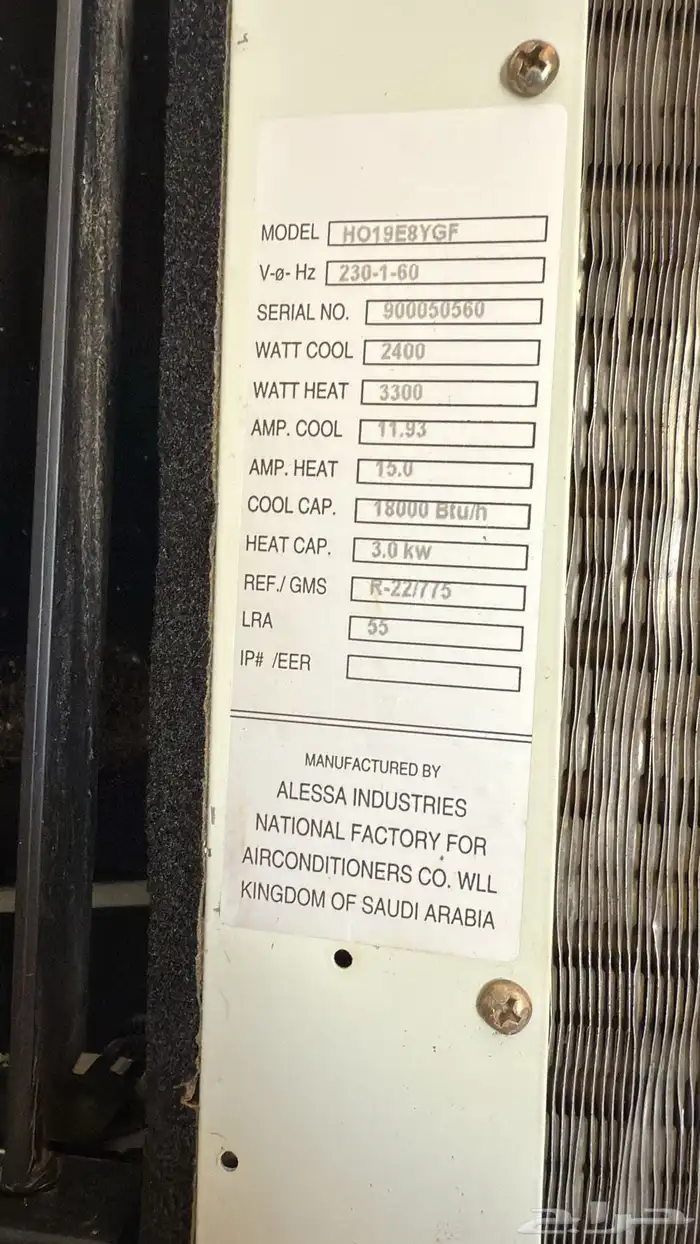 MODEL HO19E8YGF
V-ø- Hz 230-1-60
SERIAL NO. 900050560
WATT COOL 2400
WATT HEAT 3300
AMP. COOL 11.93
AMP. HEAT 15.0
COOL CAP. 18000 Btu/h
HEAT CAP. 3.0 kw
REF./ GMS R-22/775
LRA 55
IP# /EER
MANUFACTURED BY
ALESSA INDUSTRIES
NATIONAL FACTORY FOR
AIRCONDITIONERS CO. WLL
KINGDOM OF SAUDI ARABIA
حراج